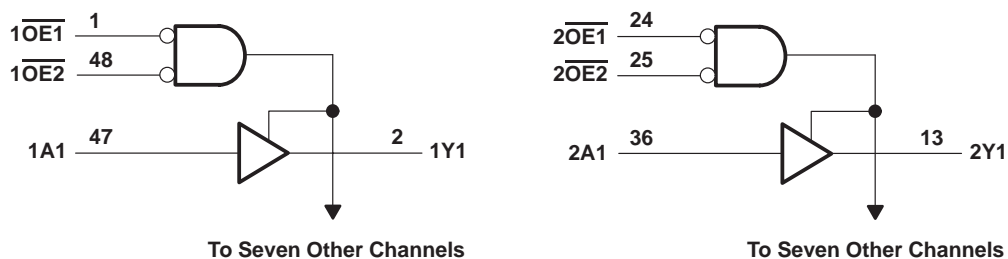 1OE1 1
1OE2 48
1A1 47 2 1Y1
To Seven Other Channels
2OE1 24
2OE2 25
2A1 36 13 2Y1
To Seven Other Channels